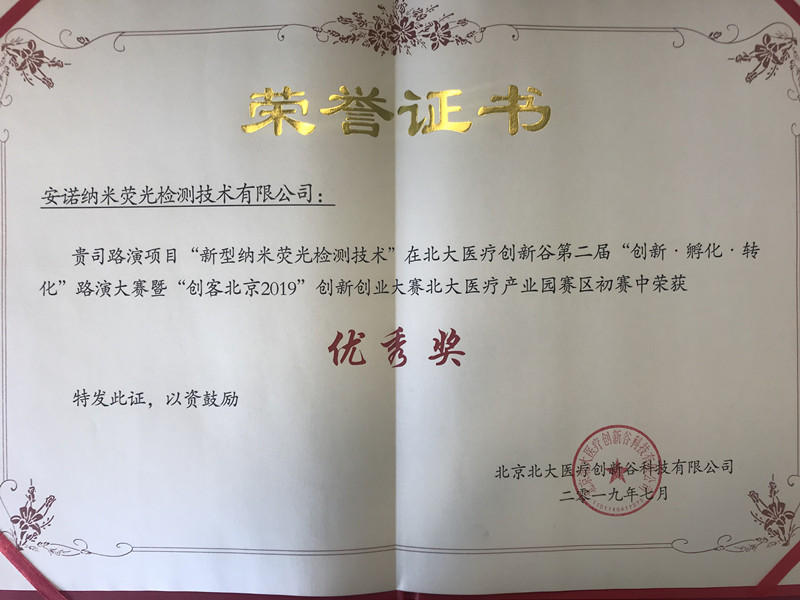 荣誉证书
安诺纳米荧光检测技术有限公司：
贵司路演项目“新型纳米荧光检测技术”在北大医疗创新谷第二届“创新·孵化·转
化”路演大赛暨“创客北京2019”创新创业大赛北大医疗产业园赛区初赛中荣获
优秀奖
特发此证，以资鼓励
北京北大医疗创新谷科技有限公司
二零一九年七月